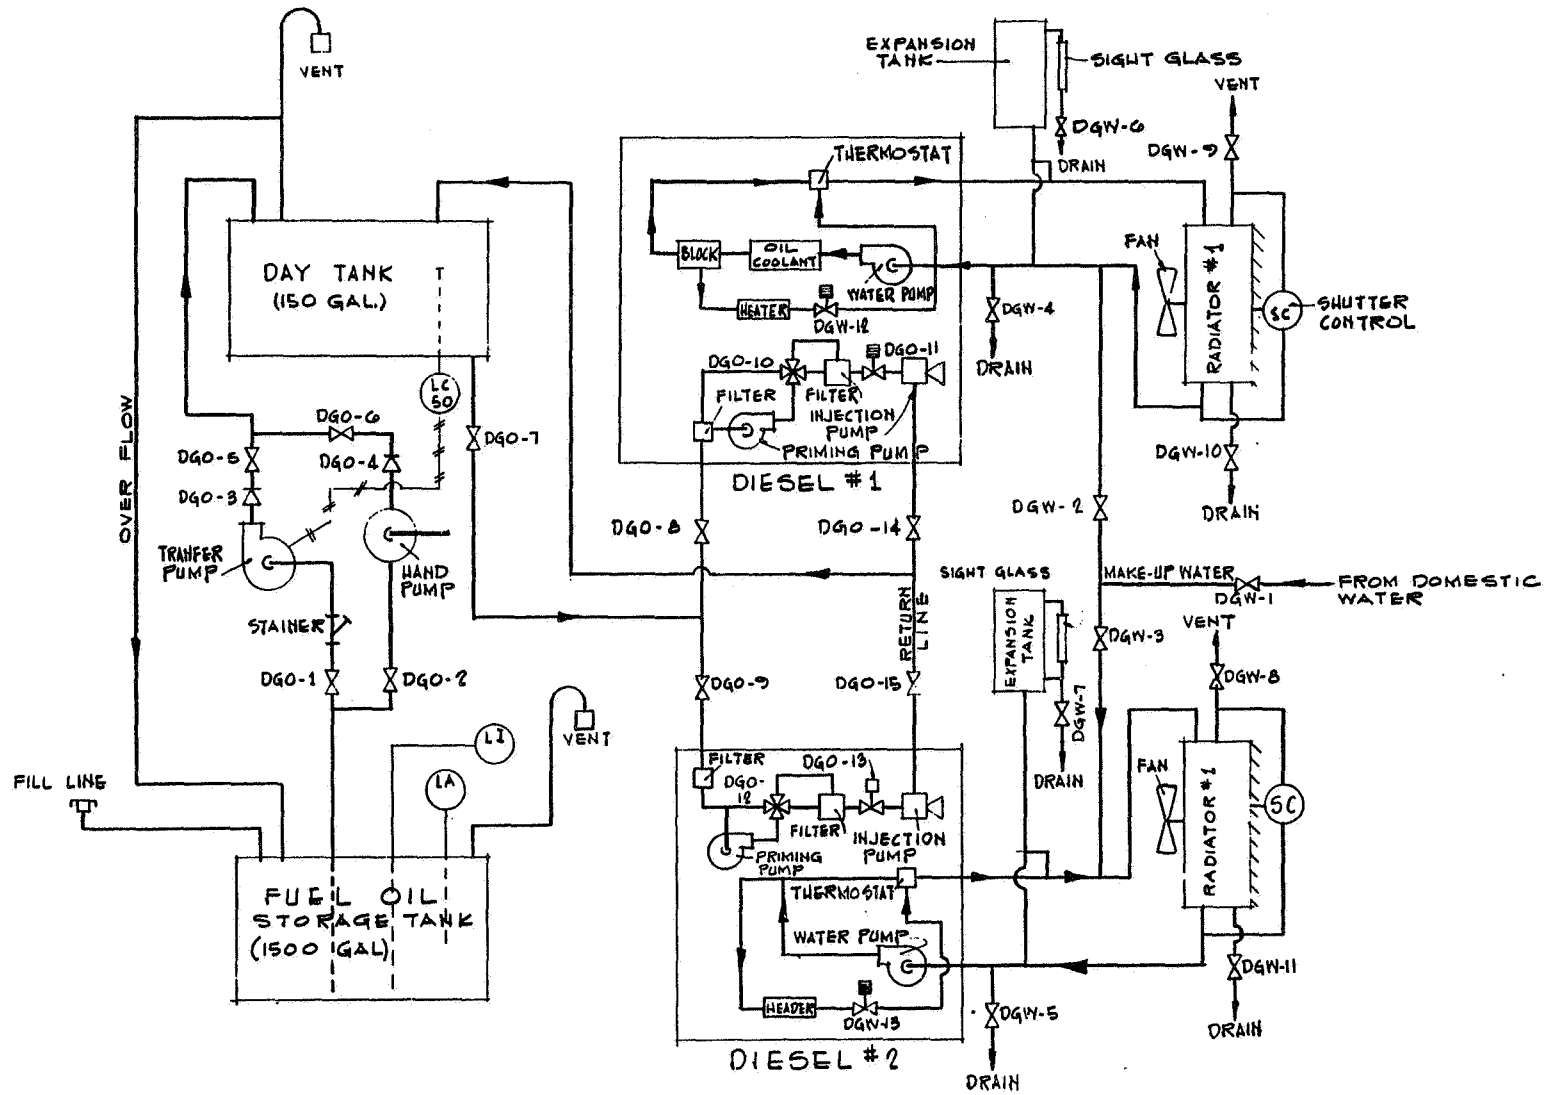 VENT
EXPANSION
TANK
SIGHT GLASS
VENT
DGW-6
DRAIN
DGW-9
THERMOSTAT
DAY TANK
(150 GAL.)
T
BLOCK
OIL
COOLANT
WATER PUMP
HEATER
DGW-12
DGW-4
DRAIN
FAN
RADIATOR #1
SC
SHUTTER
CONTROL
LC
50
DGO-10
DGO-11
FILTER
FILTER
INJECTION
PUMP
PRIMING PUMP
DIESEL #1
OVER FLOW
DGO-6
DGO-7
DGO-5
DGO-4
DGO-3
DGW-10
DRAIN
DGW-2
DGO-8
DGO-14
TRANFER
PUMP
HAND
PUMP
SIGHT GLASS
MAKE-UP WATER
DGW-1
FROM DOMESTIC
WATER
STAINER
RETURN
LINE
EXPANSION
TANK
DGW-3
VENT
DGO-1
DGO-2
DGO-9
DGO-15
DGW-8
DGW-7
LI
VENT
FILL LINE
LA
FILTER
DGO-
12
DGO-13
DRAIN
FAN
RADIATOR #1
SC
FILTER
INJECTION
PUMP
PRIMING
PUMP
FUEL OIL
STORAGE TANK
(1500 GAL)
THERMOSTAT
WATER PUMP
HEADER
DGW-13
DGW-5
DGW-11
DRAIN
DIESEL #2
DRAIN